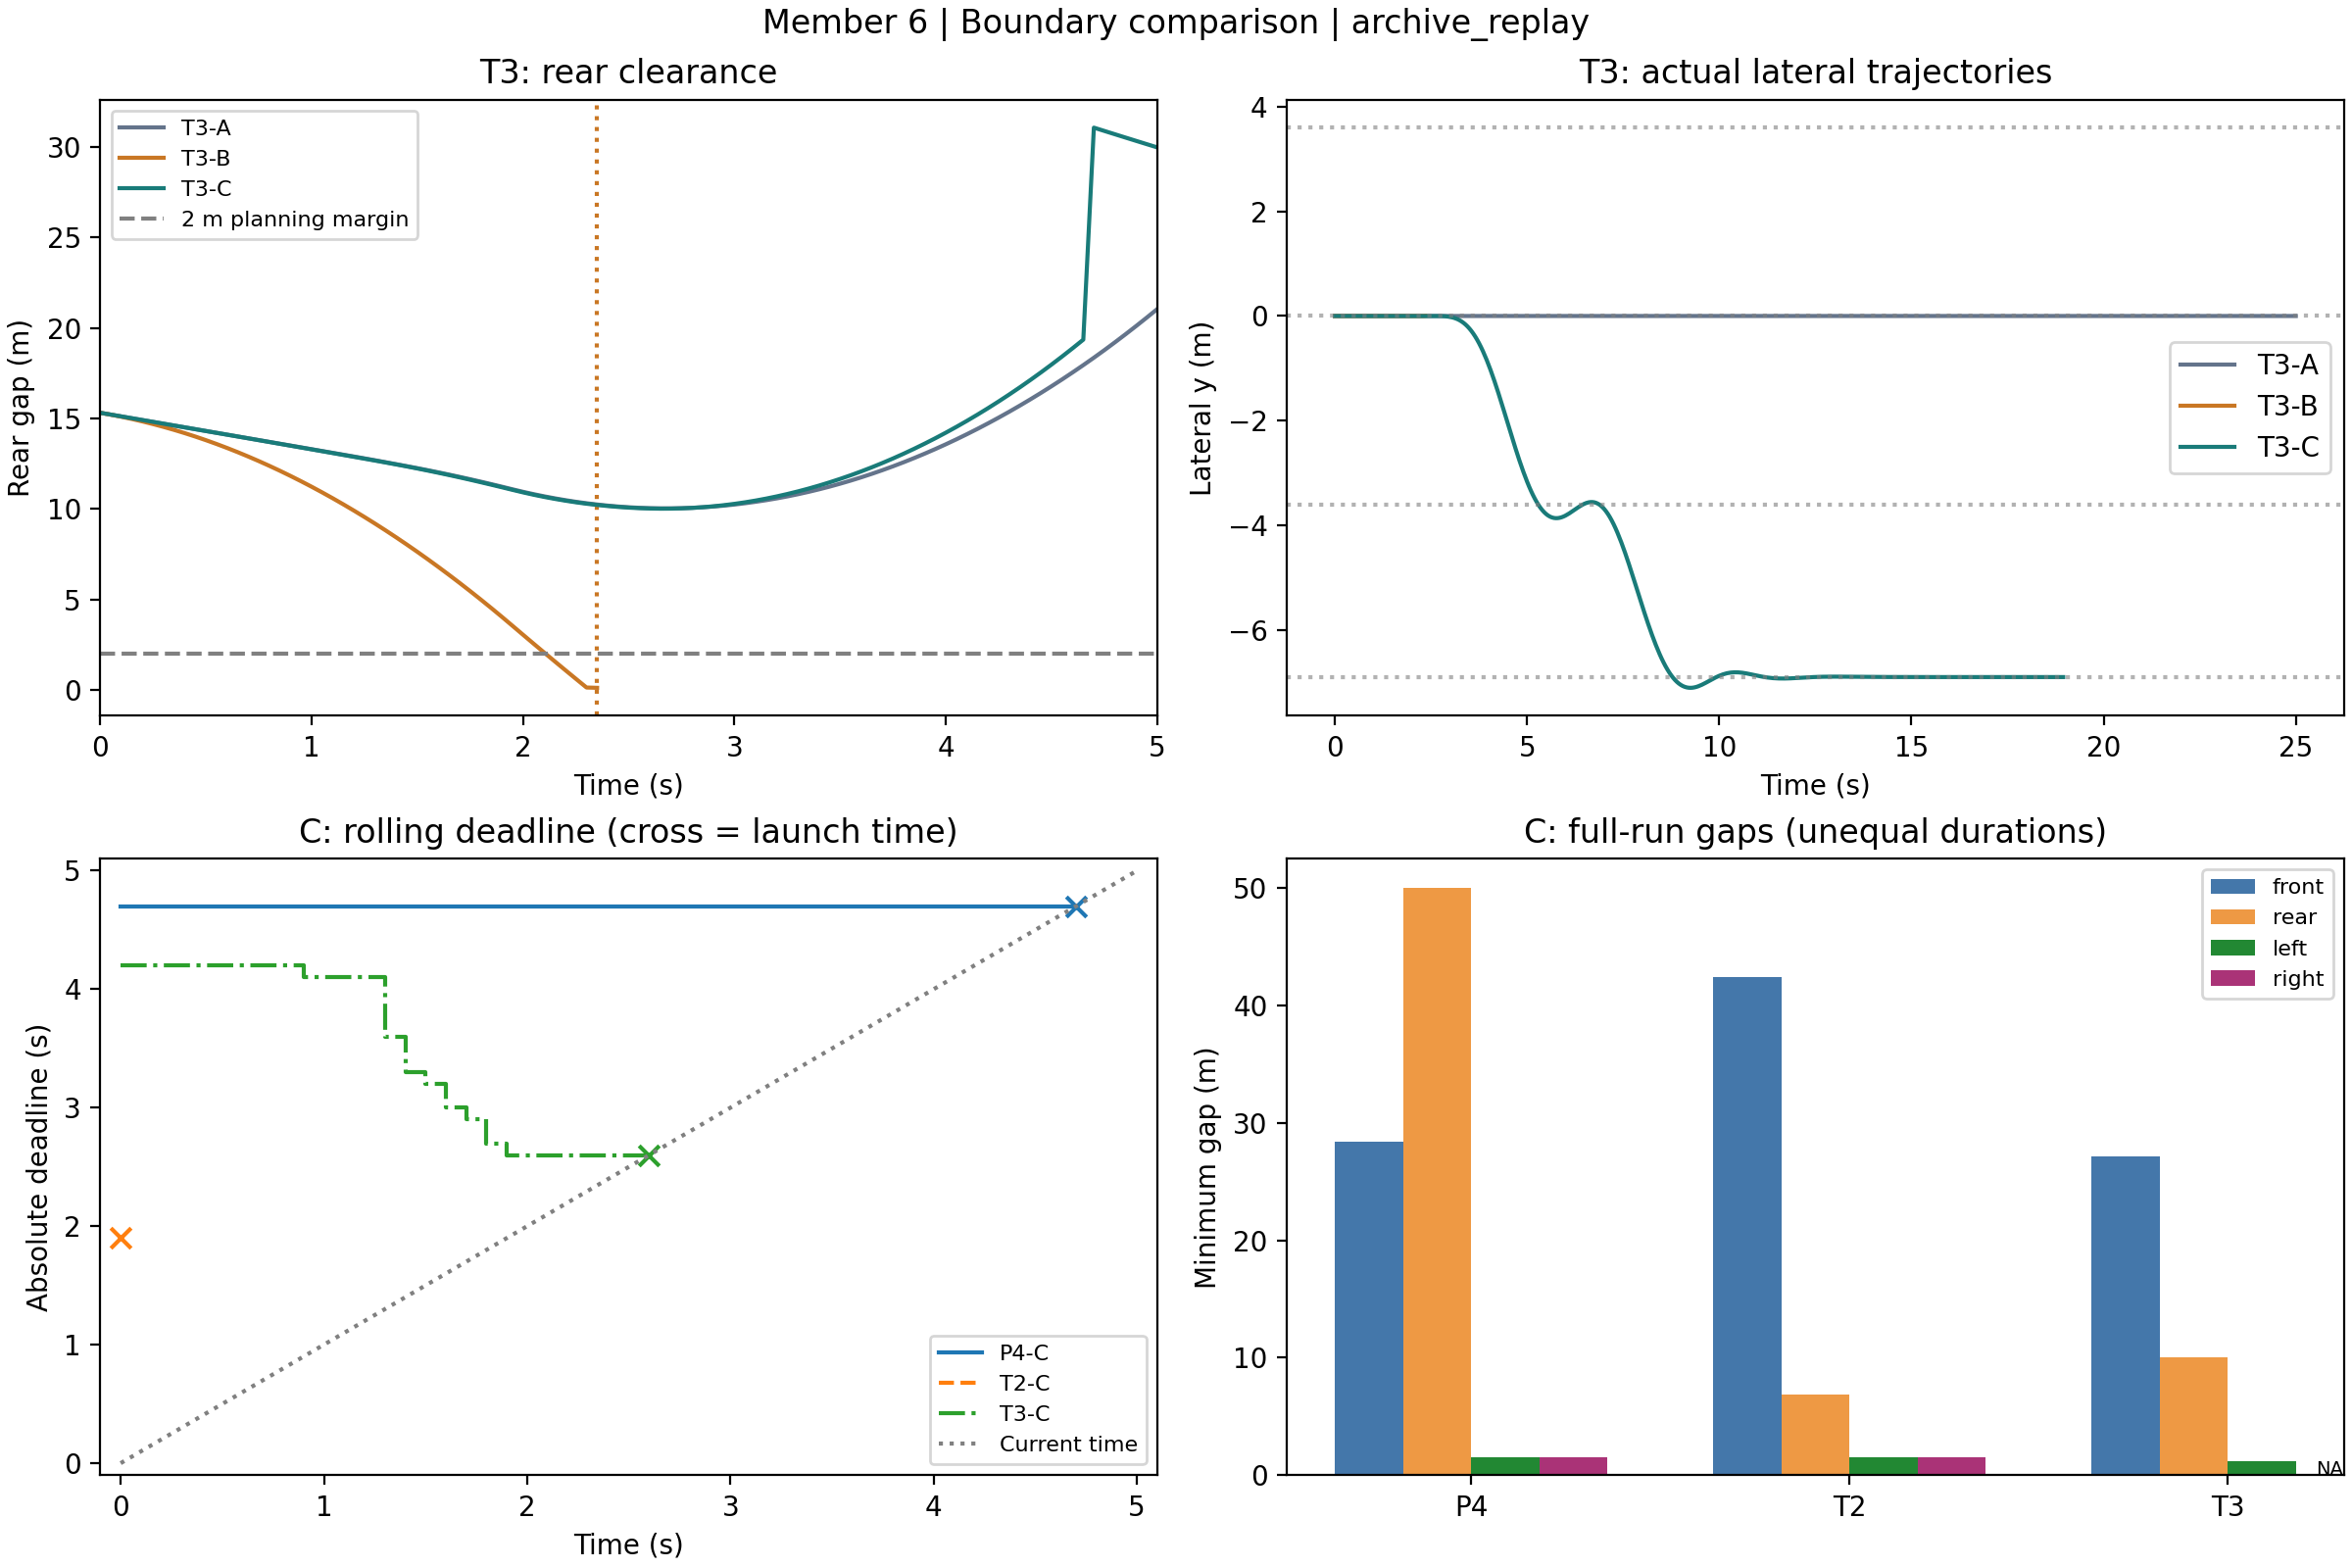 Member 6 | Boundary comparison | archive_replay
T3: rear clearance
Rear gap (m)
30
25
20
15
10
5
0
T3-A
T3-B
T3-C
2 m planning margin
0 1 2 3 4 5
Time (s)
T3: actual lateral trajectories
Lateral y (m)
4
2
0
−2
−4
−6
T3-A
T3-B
T3-C
0 5 10 15 20 25
Time (s)
C: rolling deadline (cross = launch time)
Absolute deadline (s)
5
4
3
2
1
0
P4-C
T2-C
T3-C
Current time
0 1 2 3 4 5
Time (s)
C: full-run gaps (unequal durations)
Minimum gap (m)
50
40
30
20
10
0
front
rear
left
right
NA
P4 T2 T3